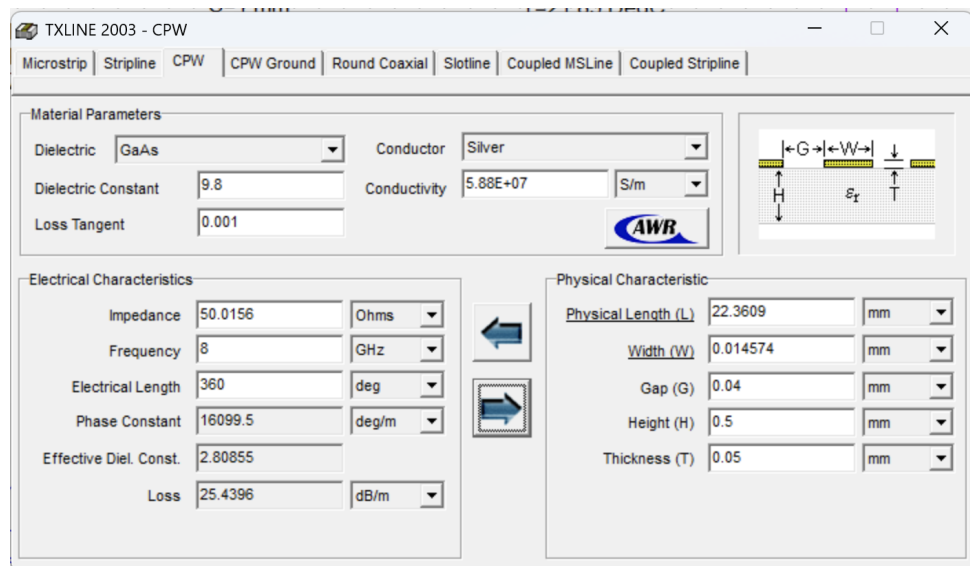 TXLINE 2003 - CPW
Microstrip Stripline CPW CPW Ground Round Coaxial Slotline Coupled MSLine Coupled Stripline
Material Parameters
Dielectric GaAs Conductor Silver
Dielectric Constant 9.8 Conductivity 5.88E+07 S/m
Loss Tangent 0.001
AWR
G W
H εr T
Electrical Characteristics
Impedance 50.0156 Ohms
Frequency 8 GHz
Electrical Length 360 deg
Phase Constant 16099.5 deg/m
Effective Diel. Const. 2.80855
Loss 25.4396 dB/m
Physical Characteristic
Physical Length (L) 22.3609 mm
Width (W) 0.014574 mm
Gap (G) 0.04 mm
Height (H) 0.5 mm
Thickness (T) 0.05 mm